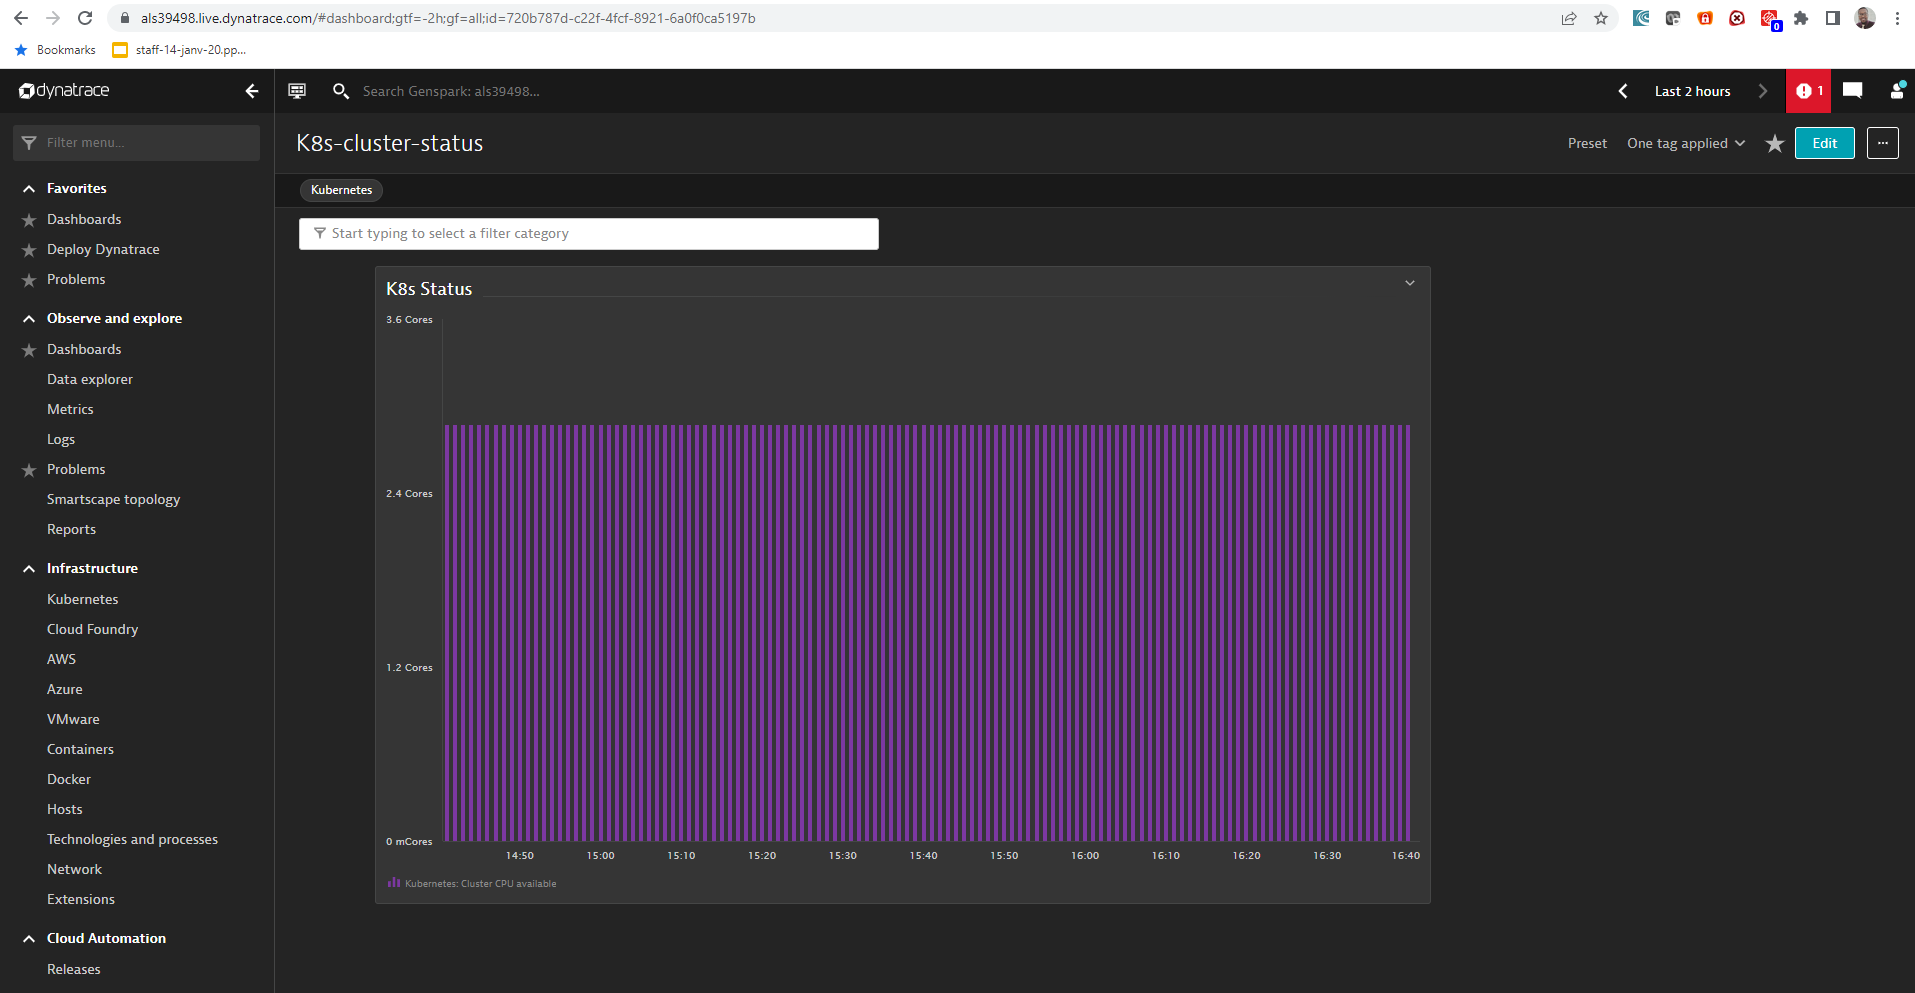 als39498.live.dynatrace.com/#dashboard;gtf=-2h;gf=all;id=720b787d-c22f-4fcf-8921-6a0f0ca5197b
0
Bookmarks
staff-14-janv-20.pp...
dynatrace
Search Genspark: als39498...
Last 2 hours
1
Filter menu...
K8s-cluster-status
Preset
One tag applied
Edit
...
Kubernetes
Start typing to select a filter category
Favorites
Dashboards
Deploy Dynatrace
Problems
Observe and explore
Dashboards
Data explorer
Metrics
Logs
Problems
Smartscape topology
Reports
Infrastructure
Kubernetes
Cloud Foundry
AWS
Azure
VMware
Containers
Docker
Hosts
Technologies and processes
Network
Extensions
Cloud Automation
Releases
K8s Status
3.6 Cores
2.4 Cores
1.2 Cores
0 mCores
14:50 15:00 15:10 15:20 15:30 15:40 15:50 16:00 16:10 16:20 16:30 16:40
Kubernetes: Cluster CPU available